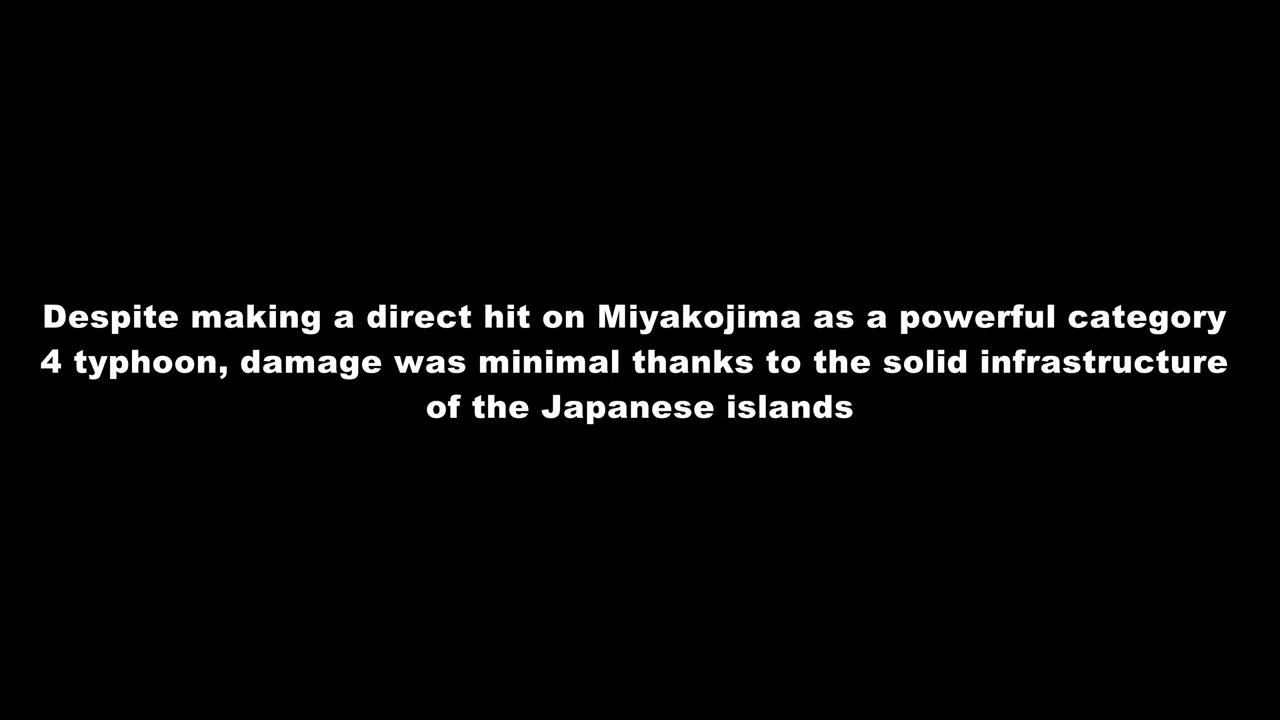 Despite making a direct hit on Miyakojima as a powerful category
4 typhoon, damage was minimal thanks to the solid infrastructure
of the Japanese islands